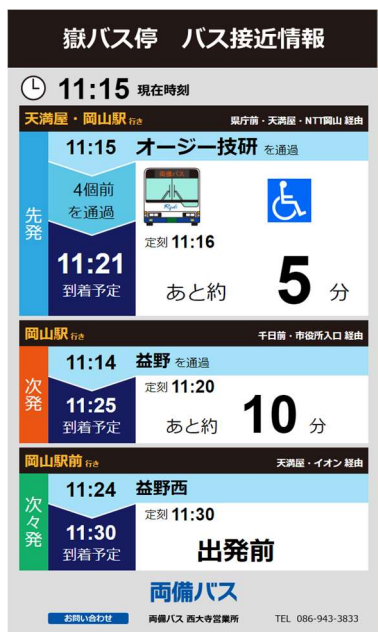 嶽バス停 バス接近情報
11:15 現在時刻
天満屋・岡山駅 行き 県庁前・天満屋・NTT岡山 経由
先発
11:15 オージー技研 を通過
4個前
を通過
両備バス
Ryobi
定刻 11:16
11:21
到着予定
あと約 5 分
岡山駅 行き 千日前・市役所入口 経由
次発
11:14 益野 を通過
定刻 11:20
11:25
到着予定
あと約 10 分
岡山駅前 行き 天満屋・イオン 経由
次々発
11:24 益野西
定刻 11:30
11:30
到着予定
出発前
両備バス
お問い合わせ 両備バス 西大寺営業所 TEL 086-943-3833